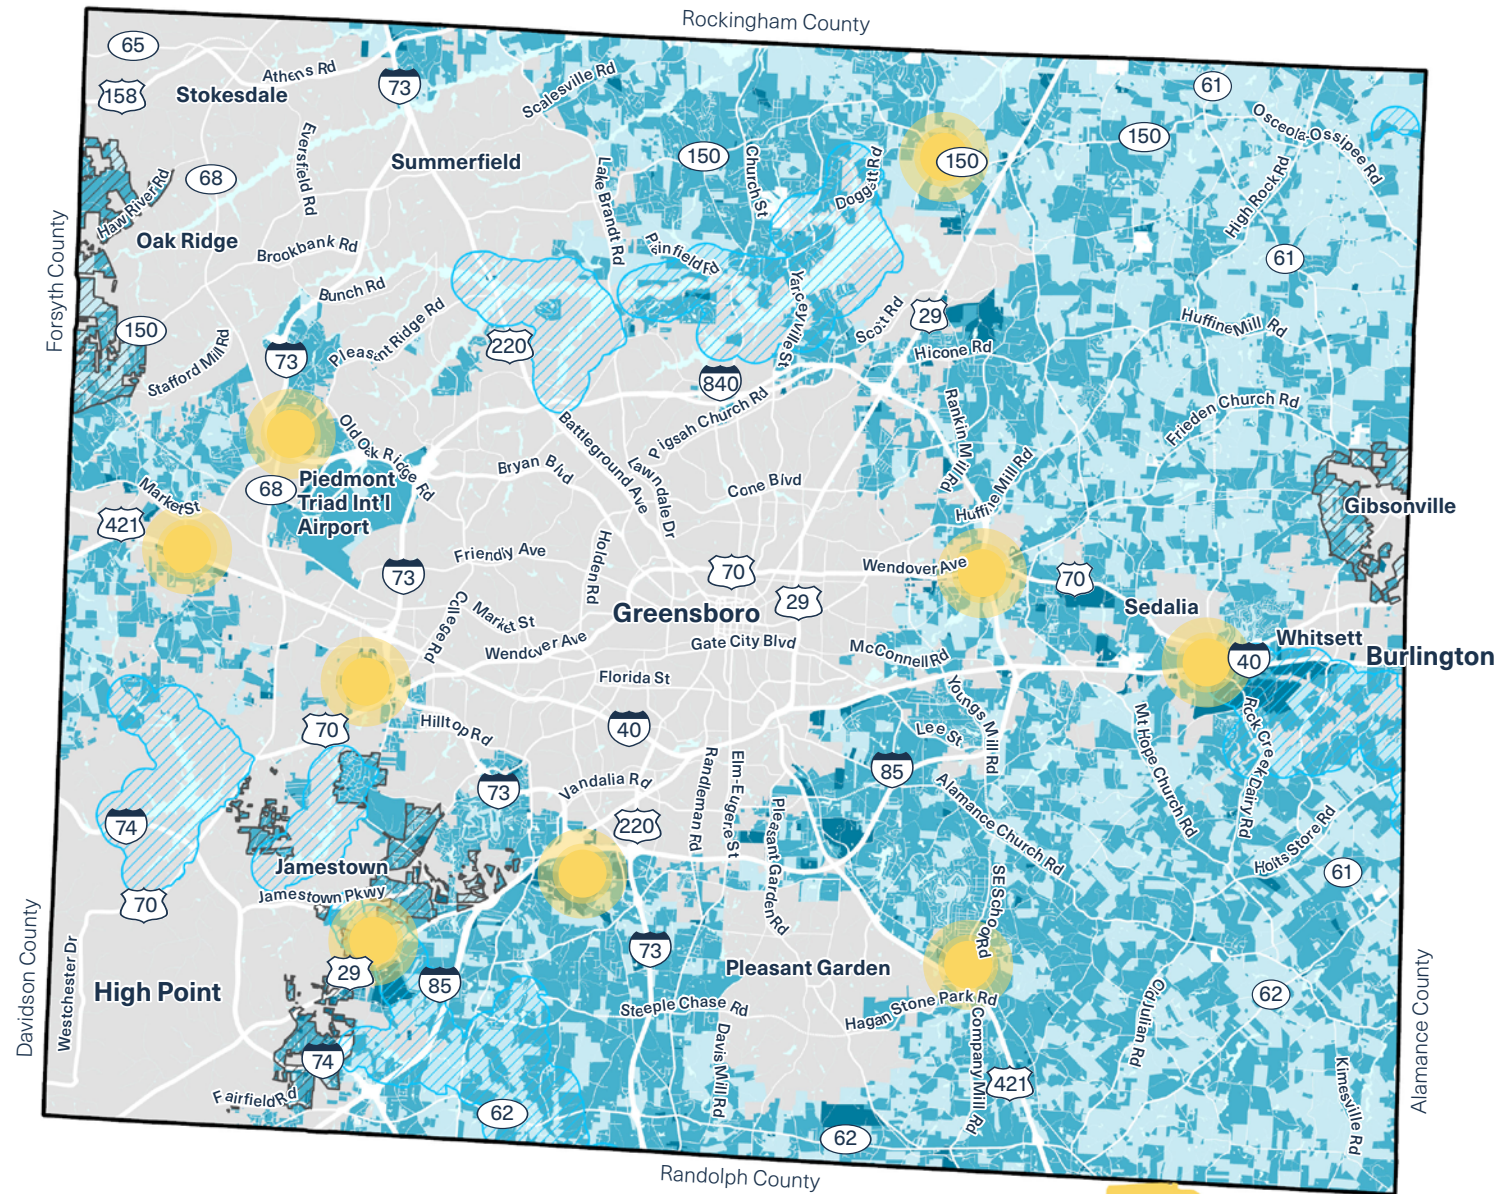 Rockingham County
65
Athens Rd
73
Scalesville Rd
61
61
158
Stokesdale
Osceola-Ossipee Rd
150
150
150
Summerfield
Eversfield Rd
Church St
Doggett Rd
68
Lake Brandt Rd
High Rock Rd
Haw River Rd
Oak Ridge
Brookbank Rd
61
Forsyth County
Bunch Rd
Yanceyville St
Scott Rd
29
Huffine Mill Rd
150
220
Hicone Rd
Stafford Mill Rd
73
840
Pisgah Church Rd
Rankin Mill Rd
Frieden Church Rd
Old Oak Ridge Rd
Battleground Ave
Lawndale Dr
Bryan Blvd
Cone Blvd
Huffine Mill Rd
Market St
68
Piedmont
Triad Int'l
Airport
Gibsonville
421
Friendly Ave
Holden Rd
73
70
Wendover Ave
70
29
College Rd
Market St
Greensboro
Sedalia
Wendover Ave
Gate City Blvd
McConnell Rd
Whitsett
40
Burlington
Florida St
Youngs Mill Rd
Mt Hope Church Rd
Rock Creek Dairy Rd
70
Hilltop Rd
40
Lee St
85
Vandalia Rd
Randleman Rd
Elm-Eugene St
Pleasant Garden Rd
73
74
220
Alamance Church Rd
Holts Store Rd
Jamestown
SE School Rd
61
Jamestown Pkwy
70
Davidson County
Westchester Dr
High Point
29
85
73
Pleasant Garden
Steeple Chase Rd
Hagan Stone Park Rd
Old Julian Rd
62
Alamance County
74
Davis Mill Rd
Company Mill Rd
421
Kimesville Rd
Fairfield Rd
62
62
Randolph County